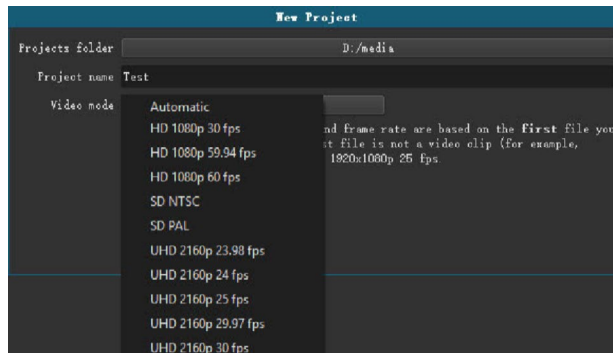 New Project
Projects folder D:/media
Project name Test
Video mode
Automatic
HD 1080p 30 fps
nd frame rate are based on the first file you
HD 1080p 59.94 fps
st file is not a video clip (for example,
1920x1080p 25 fps
HD 1080p 60 fps
SD NTSC
SD PAL
UHD 2160p 23.98 fps
UHD 2160p 24 fps
UHD 2160p 25 fps
UHD 2160p 29.97 fps
UHD 2160p 30 fps